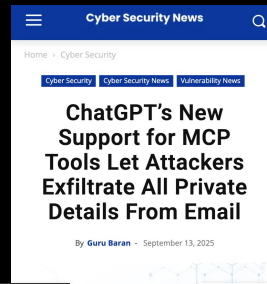 Cyber Security News
Home › Cyber Security
Cyber Security Cyber Security News Vulnerability News
ChatGPT's New
Support for MCP
Tools Let Attackers
Exfiltrate All Private
Details From Email
By Guru Baran - September 13, 2025